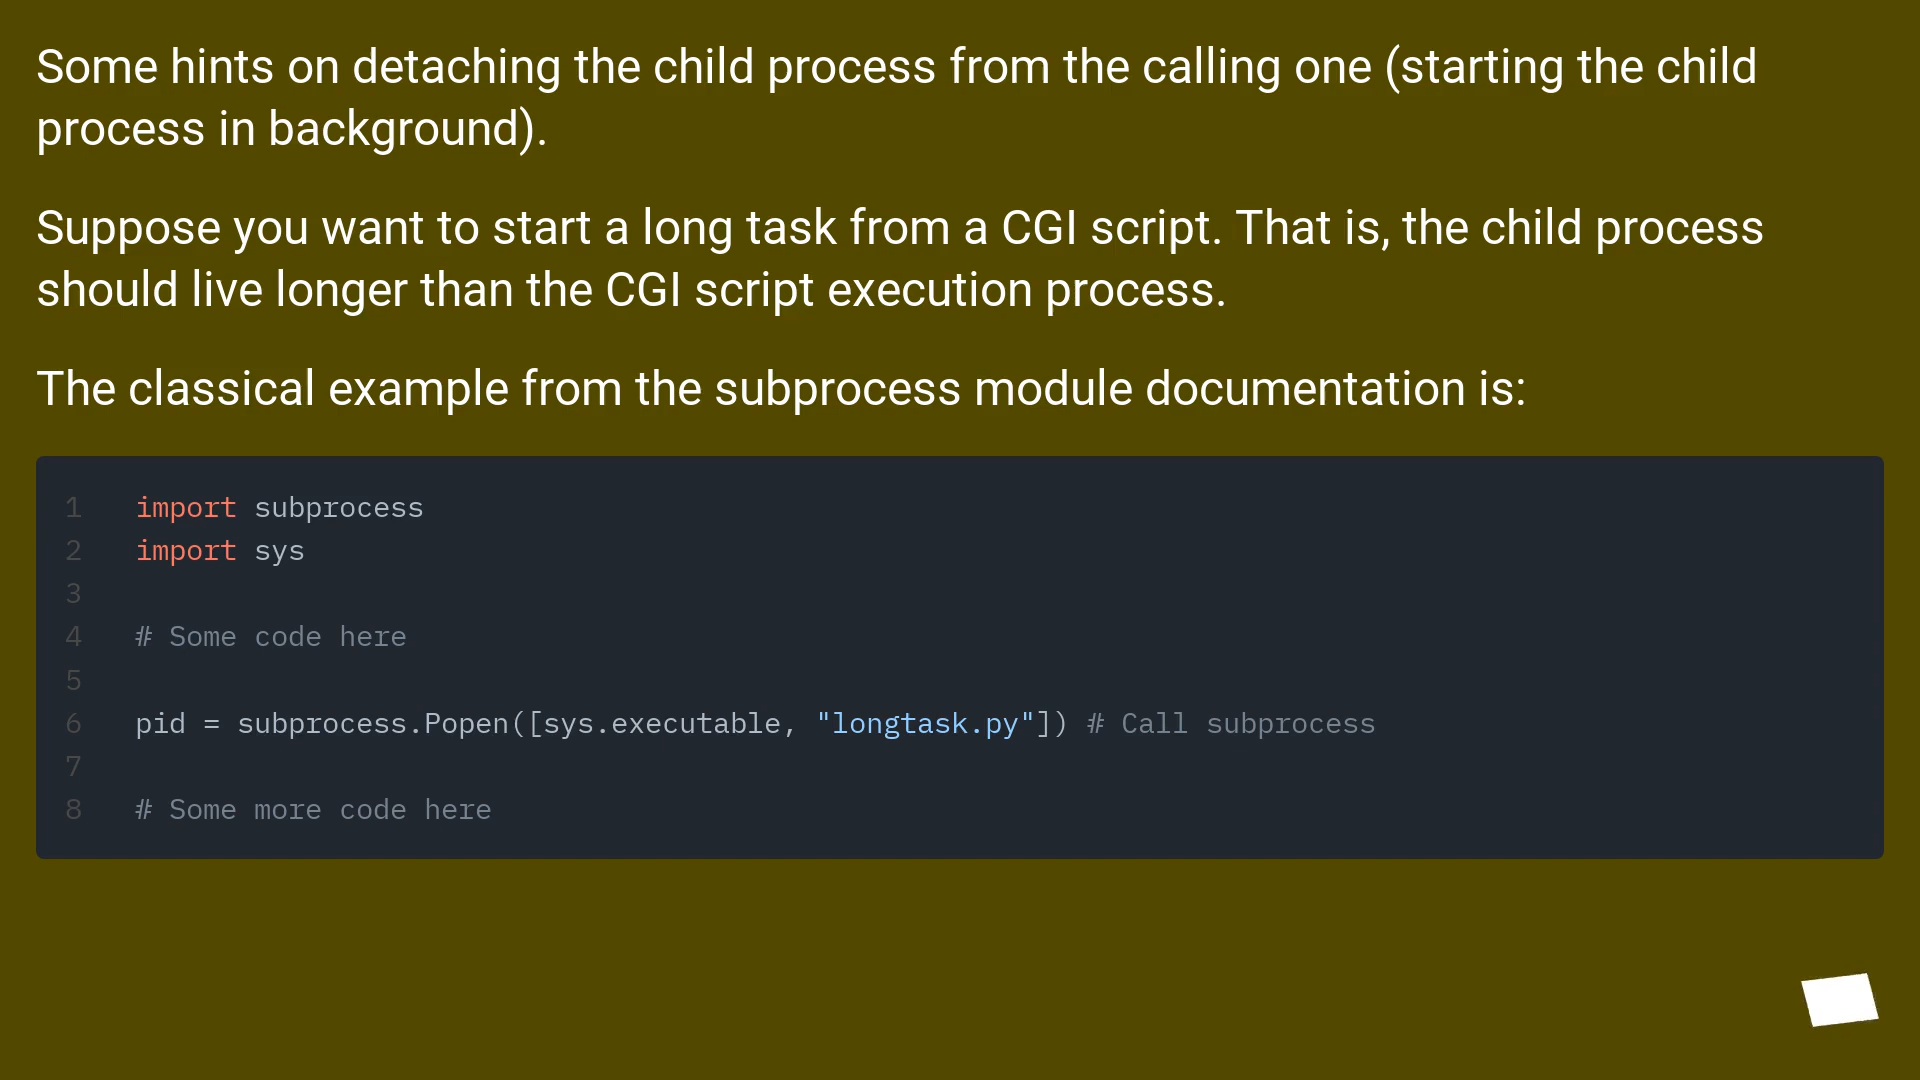 Some hints on detaching the child process from the calling one (starting the child
process in background).
Suppose you want to start a long task from a CGI script. That is, the child process
should live longer than the CGI script execution process.
The classical example from the subprocess module documentation is:
1 import subprocess
2 import sys
3
4 # Some code here
5
6 pid = subprocess.Popen([sys.executable, "longtask.py"]) # Call subprocess
7
8 # Some more code here